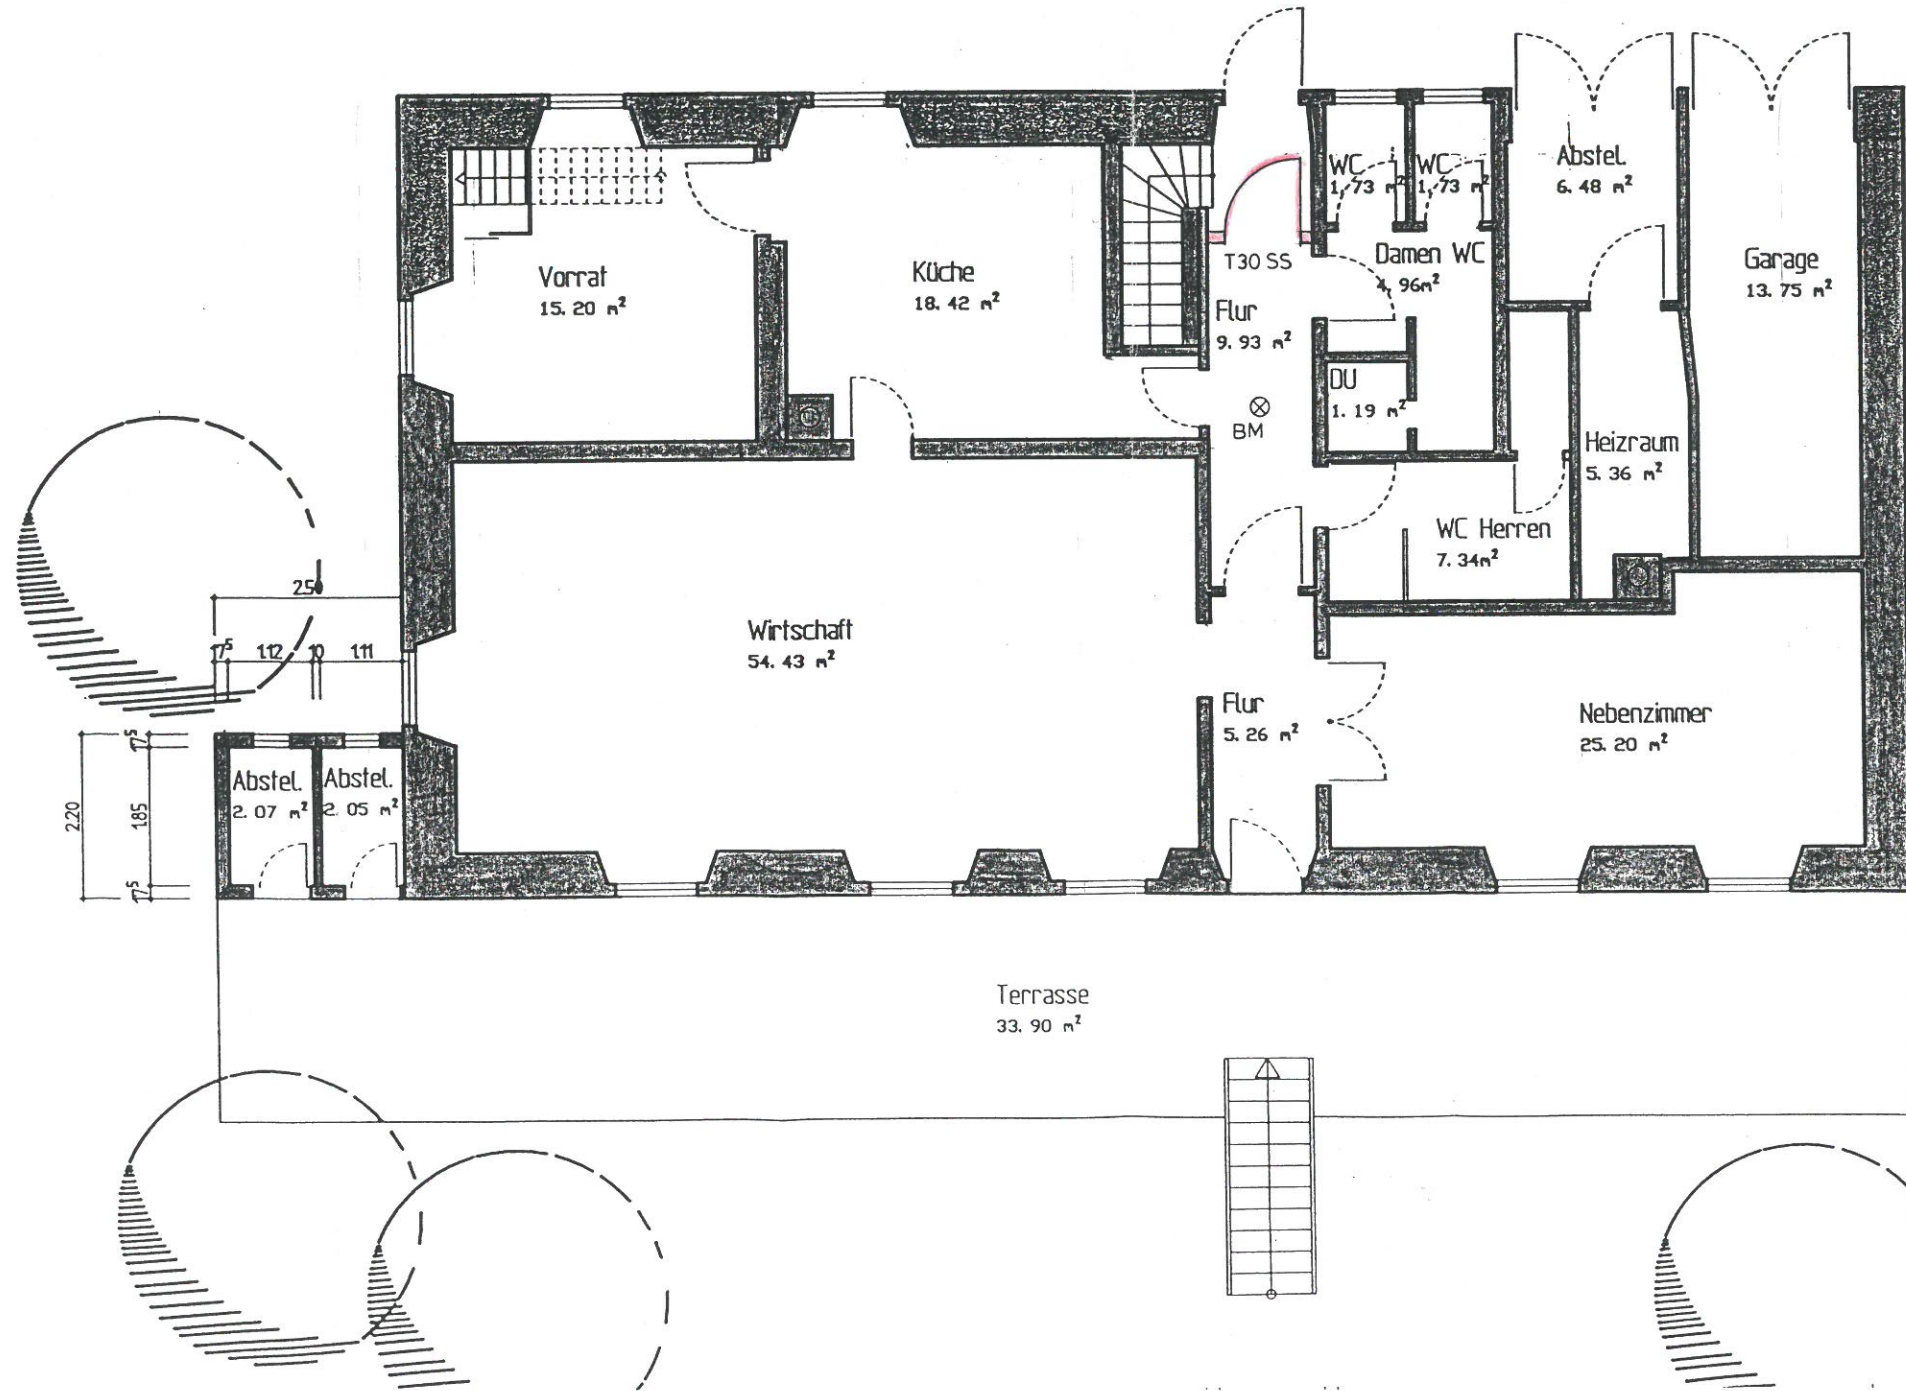 WC
1,73 m²
WC
1,73 m²
Abstel.
6.48 m²
Vorrat
15.20 m²
Küche
18.42 m²
T30 SS
Damen WC
4,96m²
Garage
13.75 m²
Flur
9.93 m²
DU
1.19 m²
BM
Heizraum
5.36 m²
WC Herren
7.34m²
Wirtschaft
54.43 m²
Flur
5.26 m²
Nebenzimmer
25.20 m²
2.50
17⁵ 1.12 10 1.11
Abstel.
2.07 m²
Abstel.
2.05 m²
2.20
17⁵
1.85
17⁵
Terrasse
33.90 m²